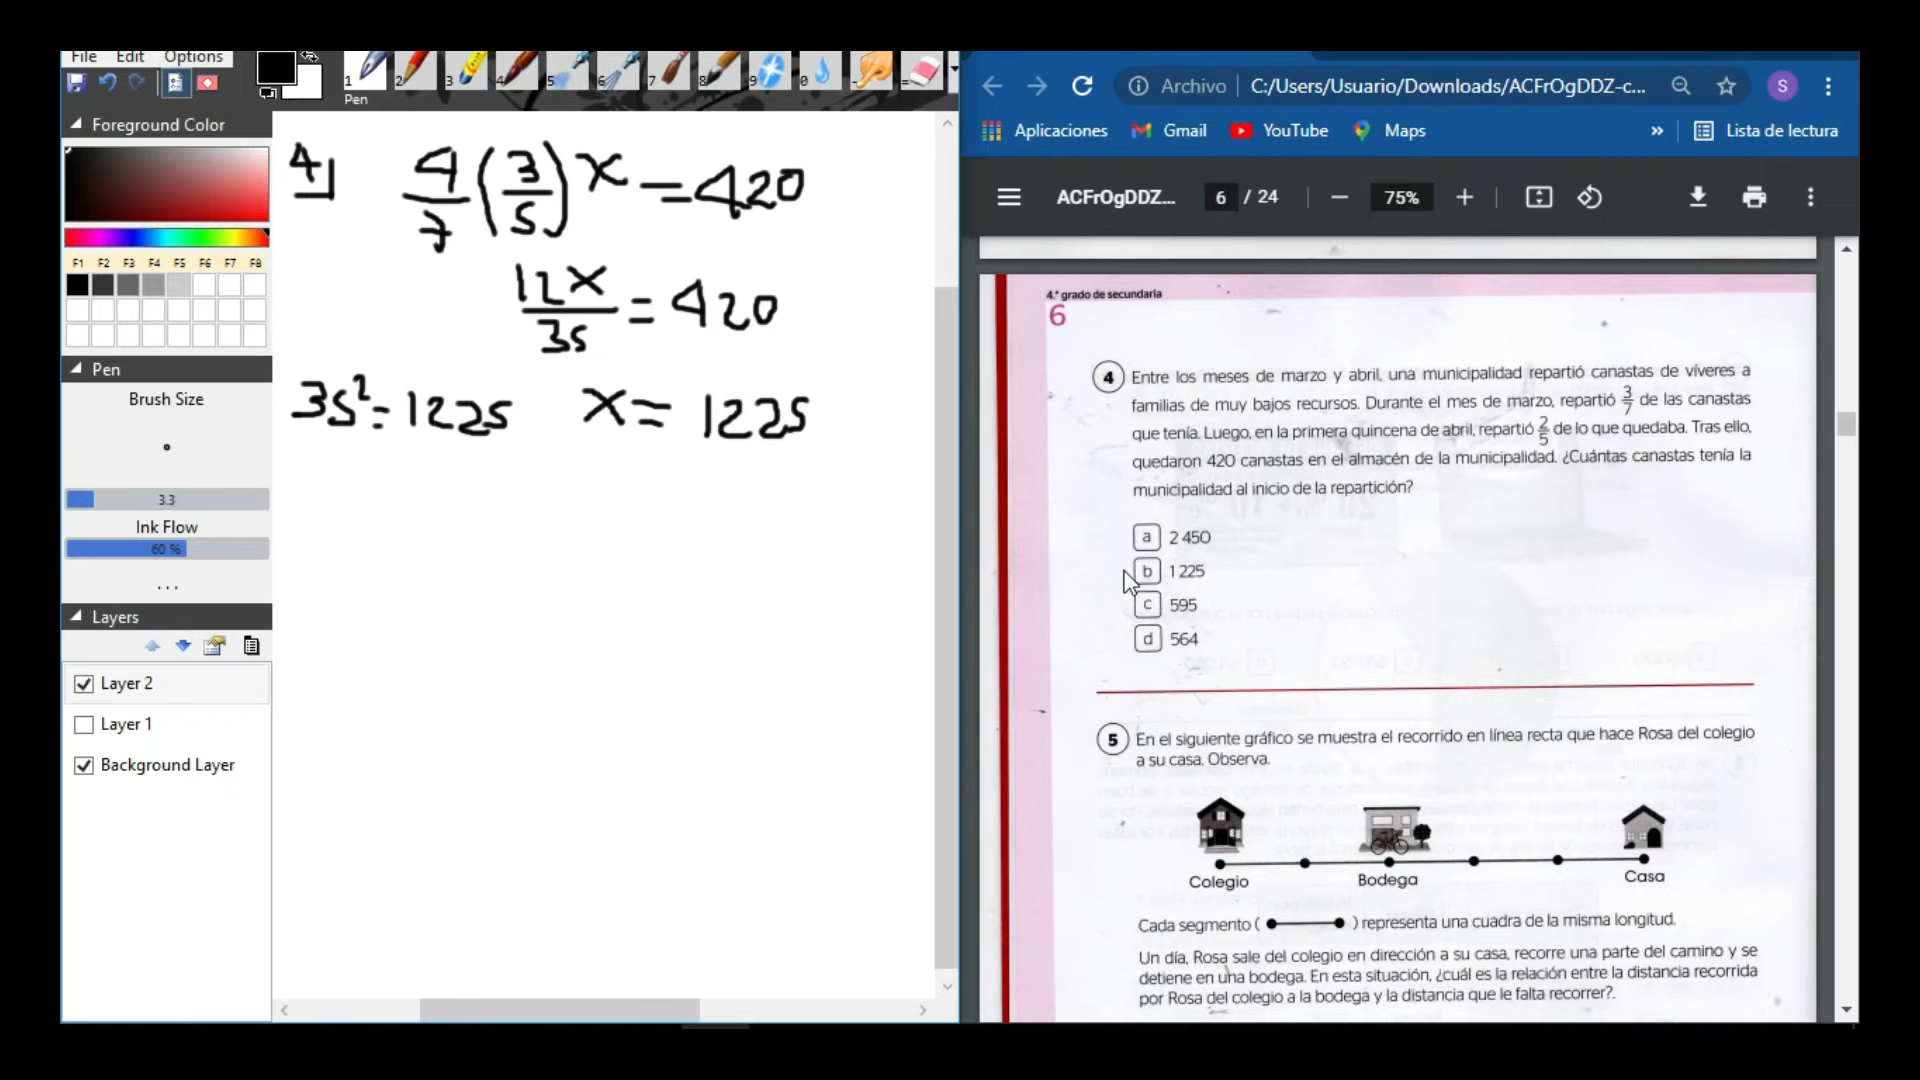 File Edit Options
1 2 3 4 5 6 7 8 9 0 - =
Pen
Foreground Color
F1 F2 F3 F4 F5 F6 F7 F8
Pen
Brush Size
3.3
Ink Flow
60 %
...
Layers
Layer 2
Layer 1
Background Layer
4] 4/7 (3/5) x = 420
12x/35 = 420
35² = 1225 x = 1225
Archivo C:/Users/Usuario/Downloads/ACFrOgDDZ-c... S
Aplicaciones Gmail YouTube Maps » Lista de lectura
ACFrOgDDZ... 6 / 24 − 75% +
4.° grado de secundaria
6
4 Entre los meses de marzo y abril, una municipalidad repartió canastas de víveres a
familias de muy bajos recursos. Durante el mes de marzo, repartió 3/7 de las canastas
que tenía. Luego, en la primera quincena de abril, repartió 2/5 de lo que quedaba. Tras ello,
quedaron 420 canastas en el almacén de la municipalidad. ¿Cuántas canastas tenía la
municipalidad al inicio de la repartición?
a 2 450
b 1 225
c 595
d 564
5 En el siguiente gráfico se muestra el recorrido en línea recta que hace Rosa del colegio
a su casa. Observa.
Colegio Bodega Casa
Cada segmento ( ) representa una cuadra de la misma longitud.
Un día, Rosa sale del colegio en dirección a su casa, recorre una parte del camino y se
detiene en una bodega. En esta situación, ¿cuál es la relación entre la distancia recorrida
por Rosa del colegio a la bodega y la distancia que le falta recorrer?.